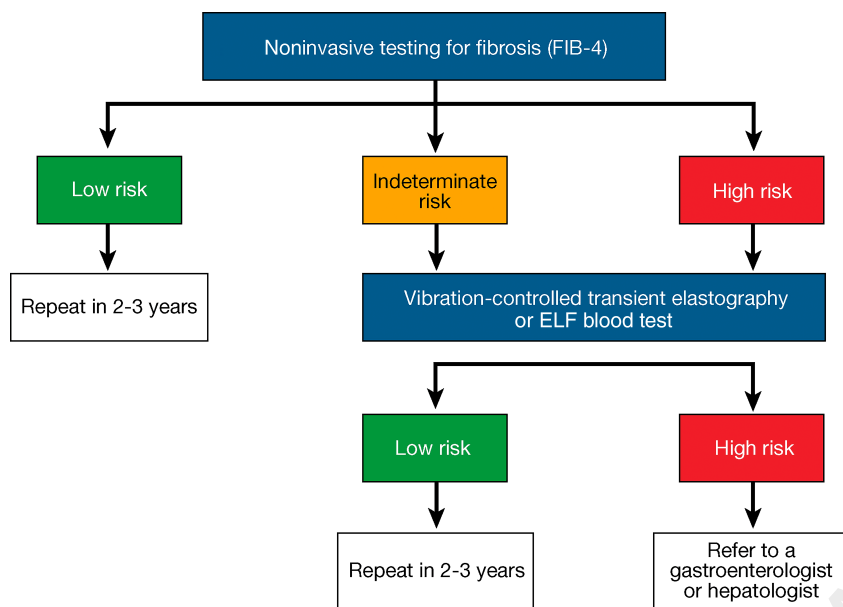 Noninvasive testing for fibrosis (FIB-4)
Low risk
Indeterminate
risk
High risk
Repeat in 2-3 years
Vibration-controlled transient elastography
or ELF blood test
Low risk
High risk
Repeat in 2-3 years
Refer to a
gastroenterologist
or hepatologist